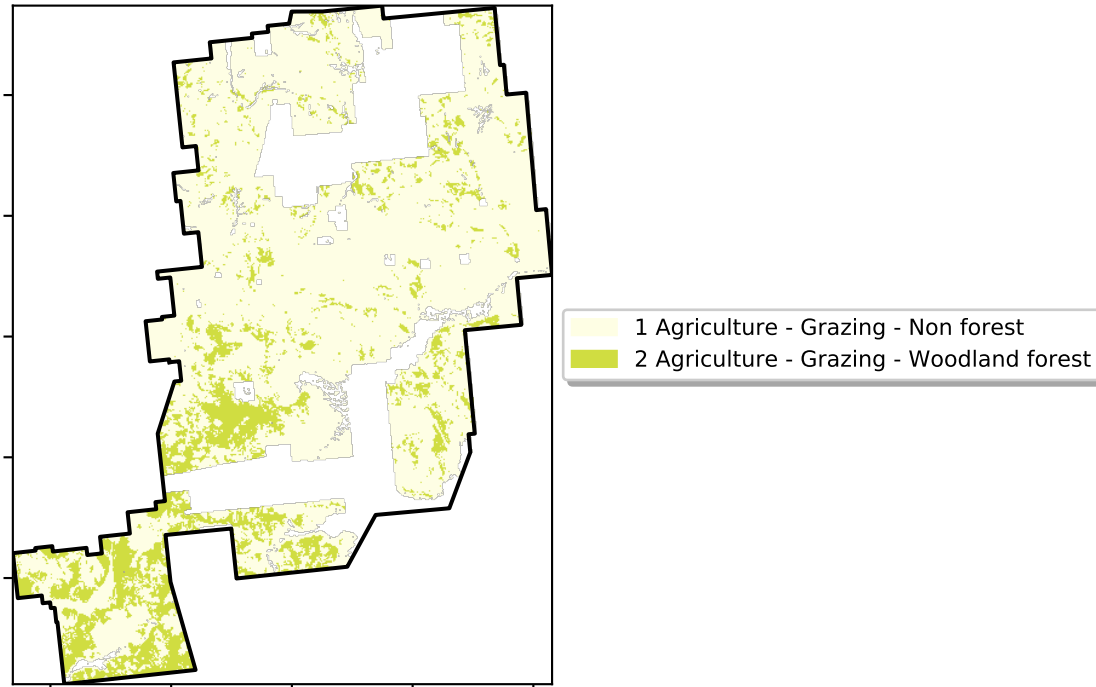 1 Agriculture - Grazing - Non forest
2 Agriculture - Grazing - Woodland forest